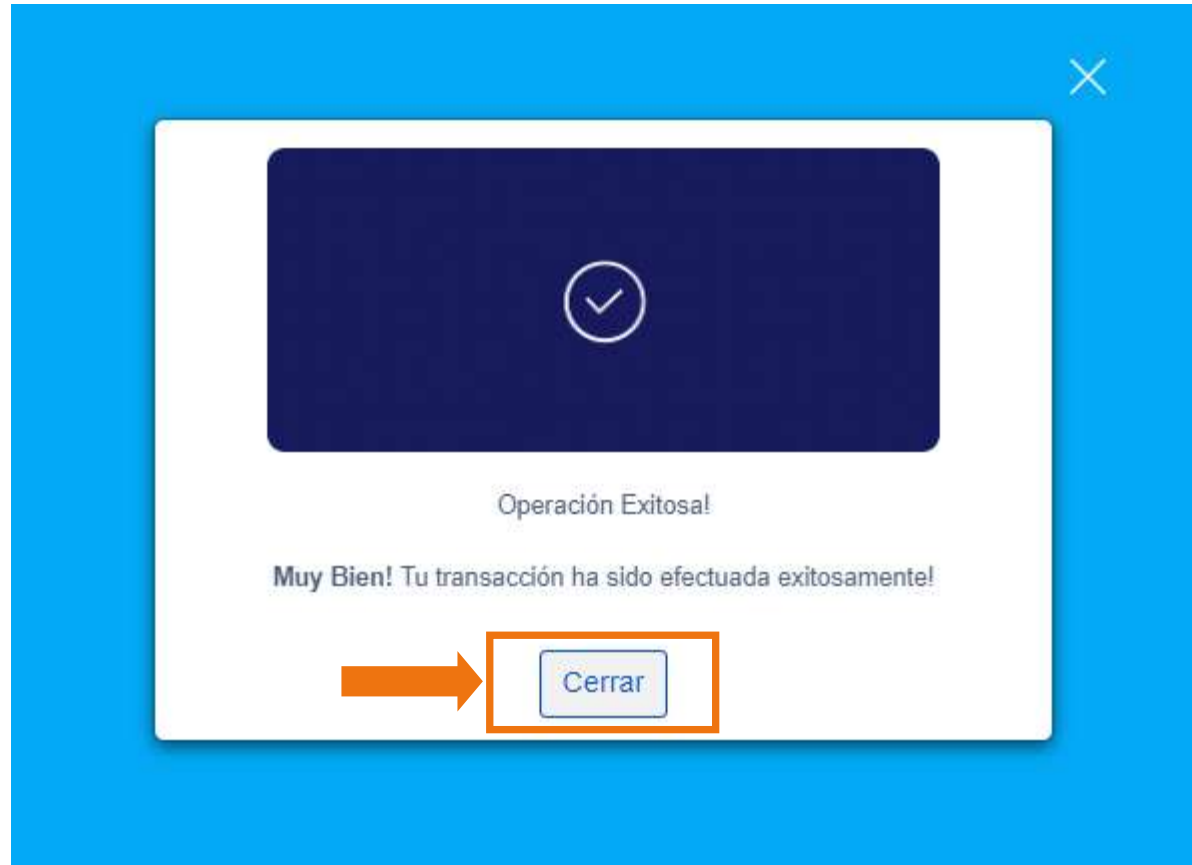 Operación Exitosa!
Muy Bien! Tu transacción ha sido efectuada exitosamente!
Cerrar